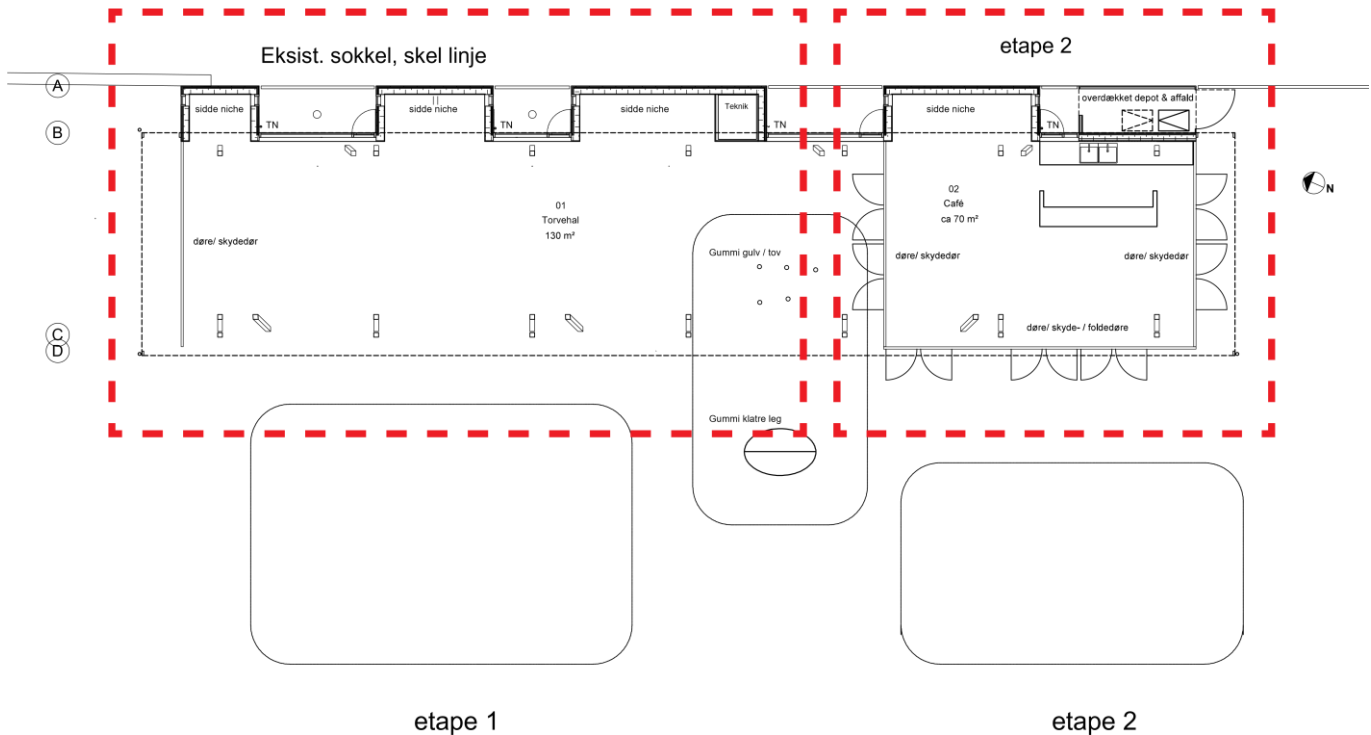 Eksist. sokkel, skel linje
etape 2
A
sidde niche
sidde niche
sidde niche
Teknik
sidde niche
overdækket depot & affald
B
TN
TN
TN
TN
N
01
Torvehal
130 m²
02
Café
ca 70 m²
døre/ skydedør
Gummi gulv / tov
døre/ skydedør
døre/ skydedør
C
D
døre/ skyde- / foldedøre
Gummi klatre leg
etape 1
etape 2